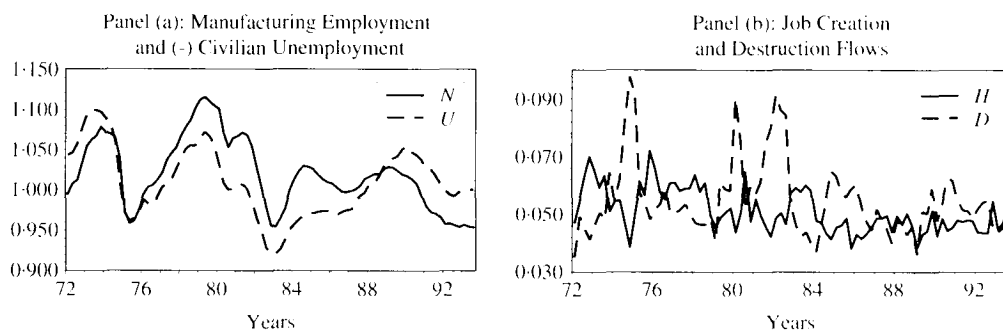 Panel (a): Manufacturing Employment
and (-) Civilian Unemployment
1·150
1·100
1·050
1·000
0·950
0·900
N
U
72 76 80 84 88 92
Years
Panel (b): Job Creation
and Destruction Flows
0·090
0·070
0·050
0·030
H
D
72 76 80 84 88 92
Years